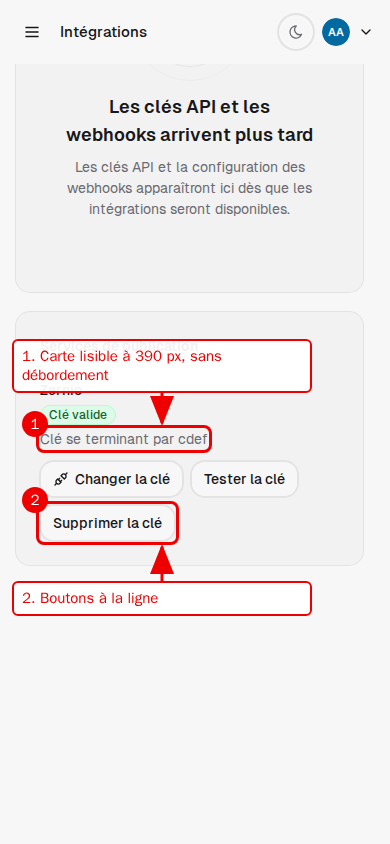 Intégrations
AA
Les clés API et les
webhooks arrivent plus tard
Les clés API et la configuration des
webhooks apparaîtront ici dès que les
intégrations seront disponibles.
1. Carte lisible à 390 px, sans
débordement
Clé valide
1
Clé se terminant par cdef
Changer la clé
Tester la clé
2
Supprimer la clé
2. Boutons à la ligne